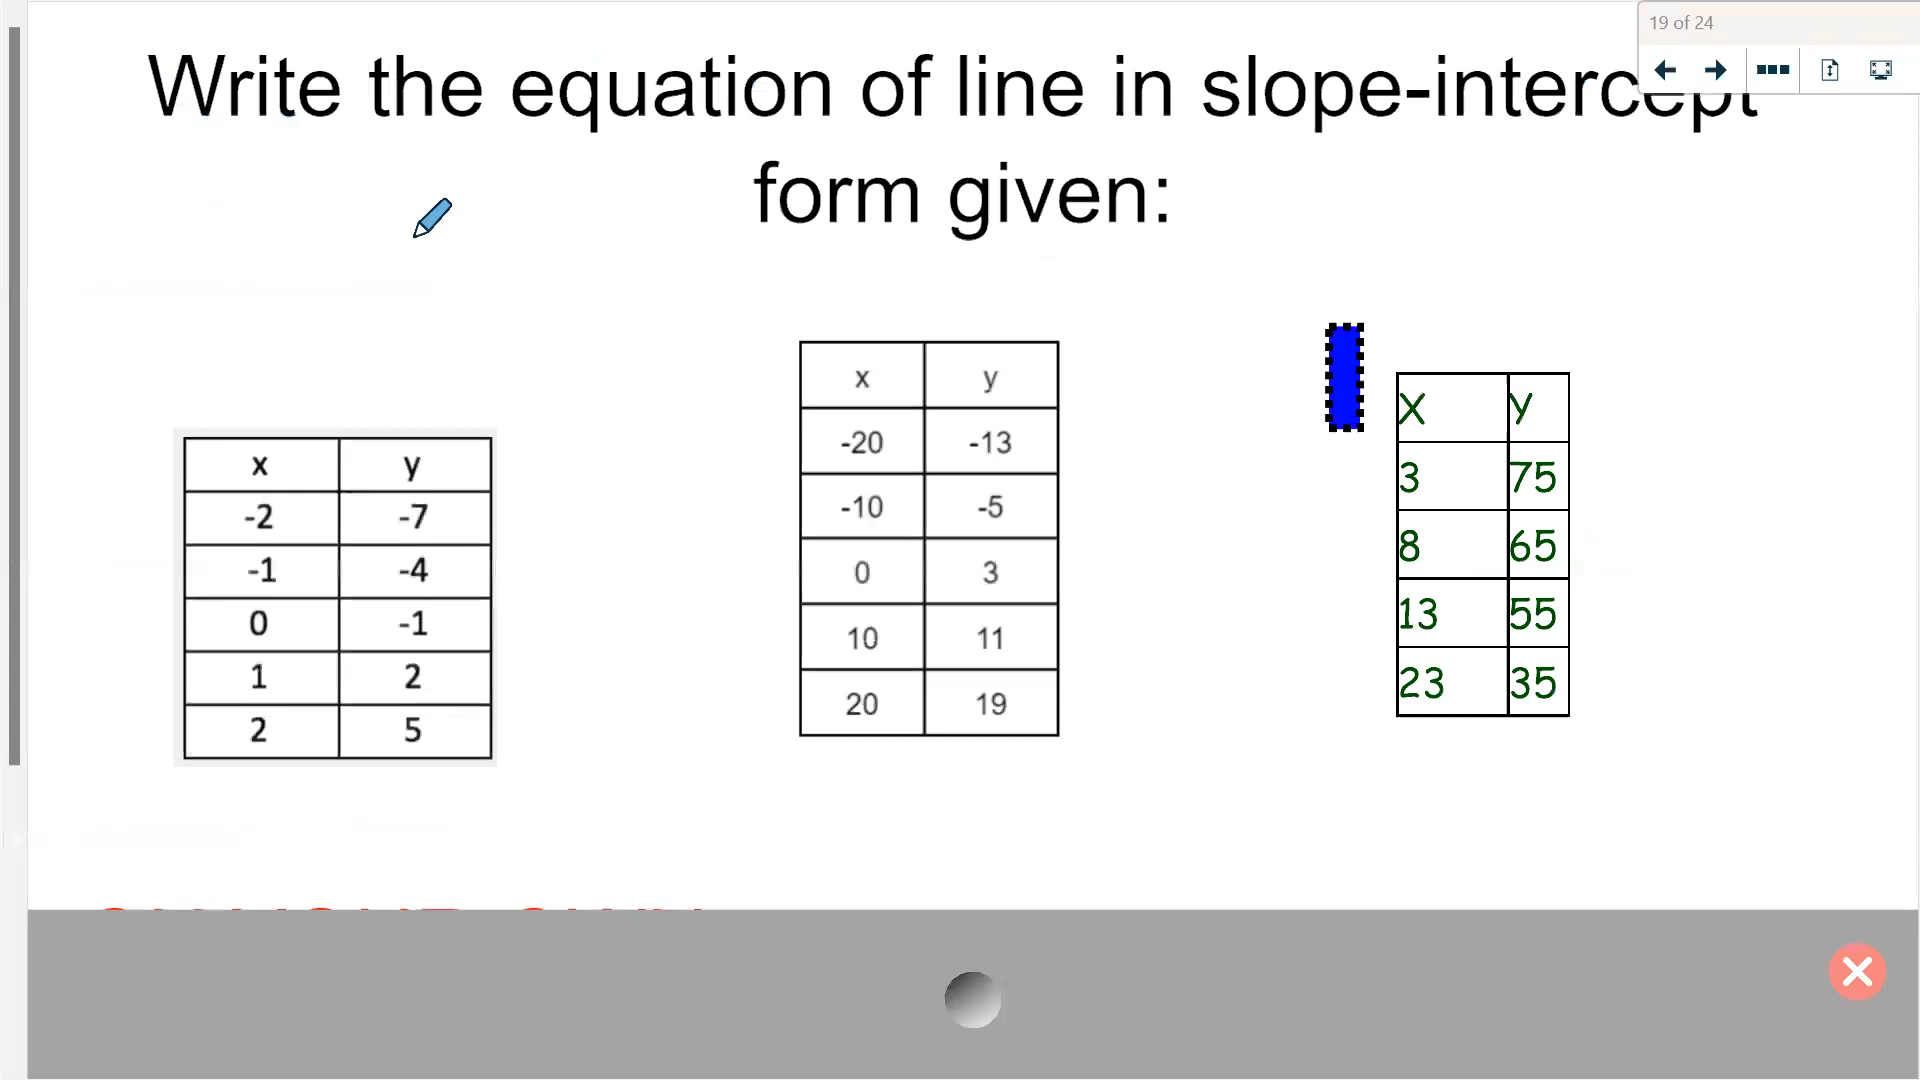 19 of 24
Write the equation of line in slope-intercept
form given:
x y
-2 -7
-1 -4
0 -1
1 2
2 5
x y
-20 -13
-10 -5
0 3
10 11
20 19
x y
3 75
8 65
13 55
23 35